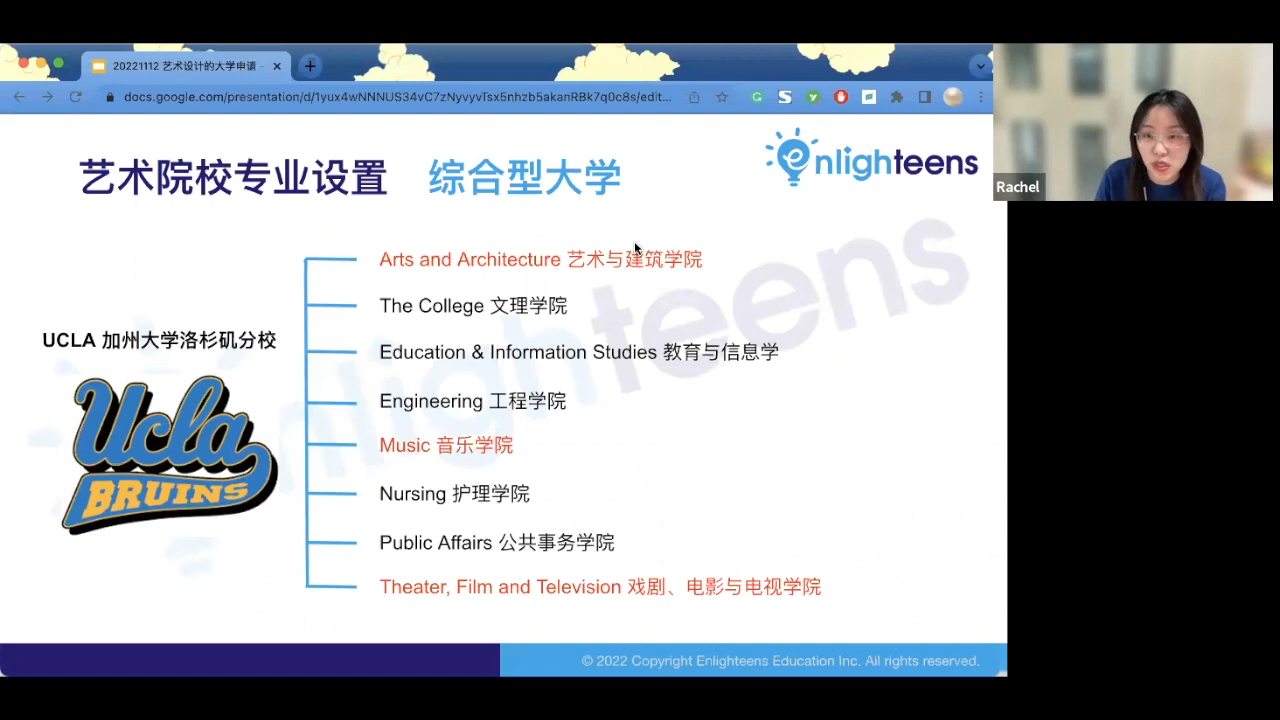 20221112 艺术设计的大学申请 -
docs.google.com/presentation/d/1yux4wNNNUS34vC7zNyvyvTsx5nhzb5akanRBk7q0c8s/edit...
艺术院校专业设置 综合型大学
enlighteens
Rachel
Arts and Architecture 艺术与建筑学院
The College 文理学院
Education & Information Studies 教育与信息学
UCLA 加州大学洛杉矶分校
Engineering 工程学院
Ucla
BRUINS
Music 音乐学院
Nursing 护理学院
Public Affairs 公共事务学院
Theater, Film and Television 戏剧、电影与电视学院
nlighteens
© 2022 Copyright Enlighteens Education Inc. All rights reserved.